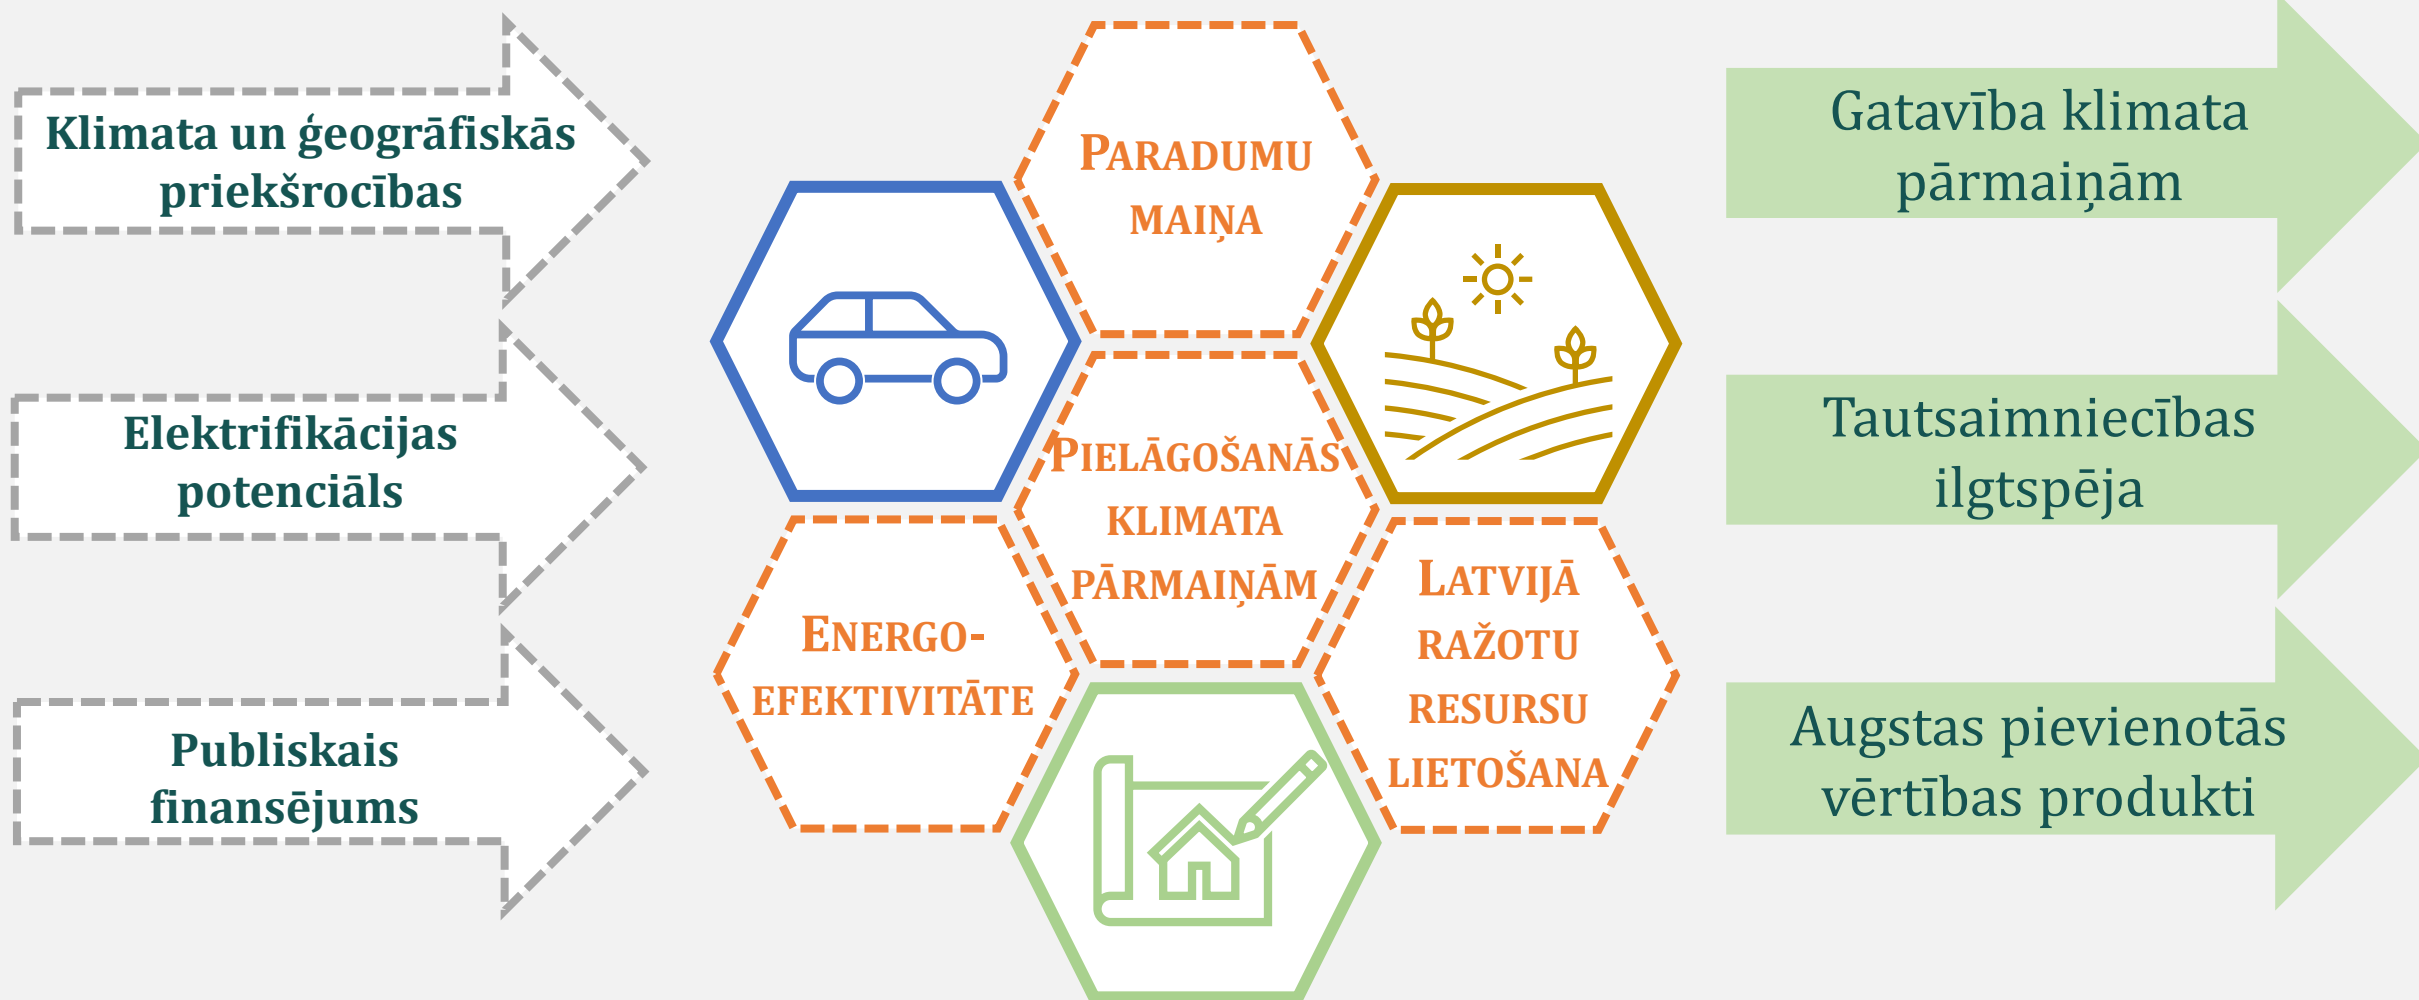 Klimata un ģeogrāfiskās
priekšrocības
Elektrifikācijas
potenciāls
Publiskais
finansējums
PARADUMU
MAIŅA
PIELĀGOŠANĀS
KLIMATA
PĀRMAIŅĀM
ENERGO-
EFEKTIVITĀTE
LATVIJĀ
RAŽOTU
RESURSU
LIETOŠANA
Gatavība klimata
pārmaiņām
Tautsaimniecības
ilgtspēja
Augstas pievienotās
vērtības produkti